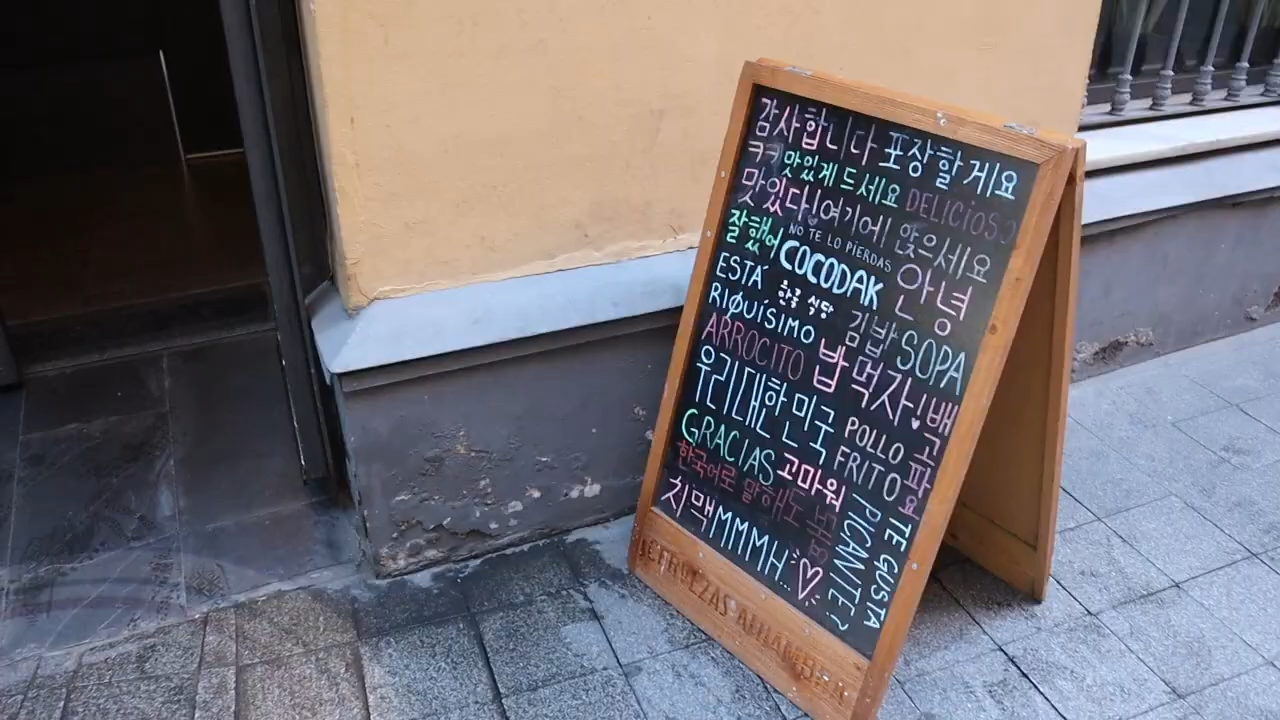 감사합니다 포장할게요
ㅋㅋ 맛있게 드세요 DELICIOSO
맛있다! 여기에 앉으세요
잘했어 NO TE LO PIERDAS
COCODAK 안녕
한국 식당
ESTÁ
RIQUÍSIMO 김밥 SOPA
ARROCITO 밥 먹자! 배고파요
우리 대한민국
POLLO
FRITO
GRACIAS 고마워
한국어로 말해도
치맥 MMMH...
TE GUSTA
PICANTE?
CERVEZAS ALHAMBRA